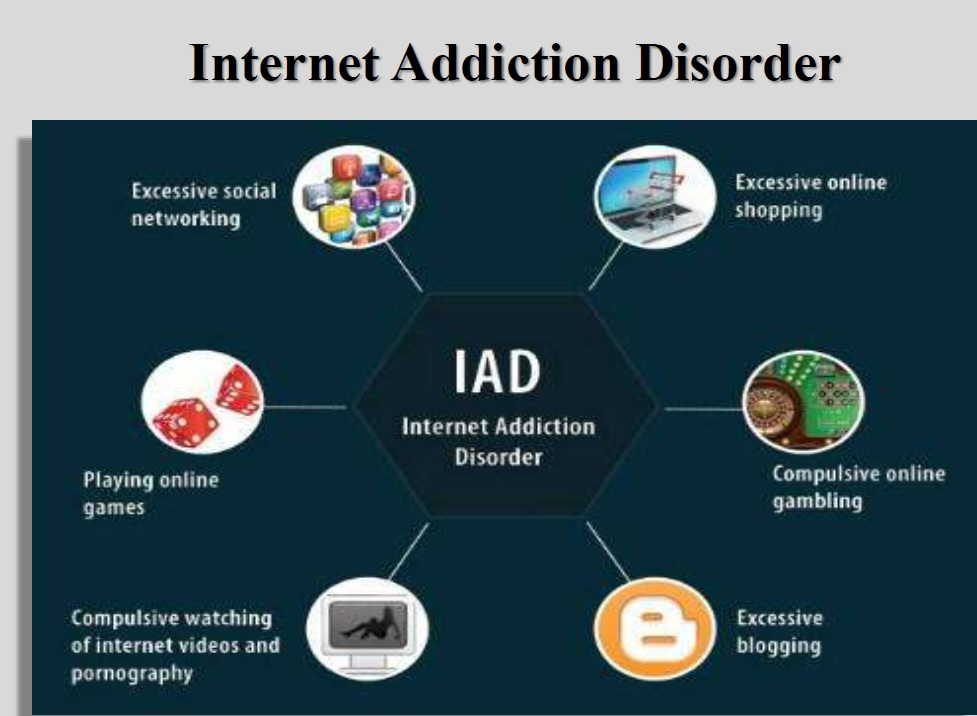 Internet Addiction Disorder
Excessive social
networking
Excessive online
shopping
IAD
Internet Addiction
Disorder
Playing online
games
Compulsive online
gambling
Compulsive watching
of internet videos and
pornography
Excessive
blogging